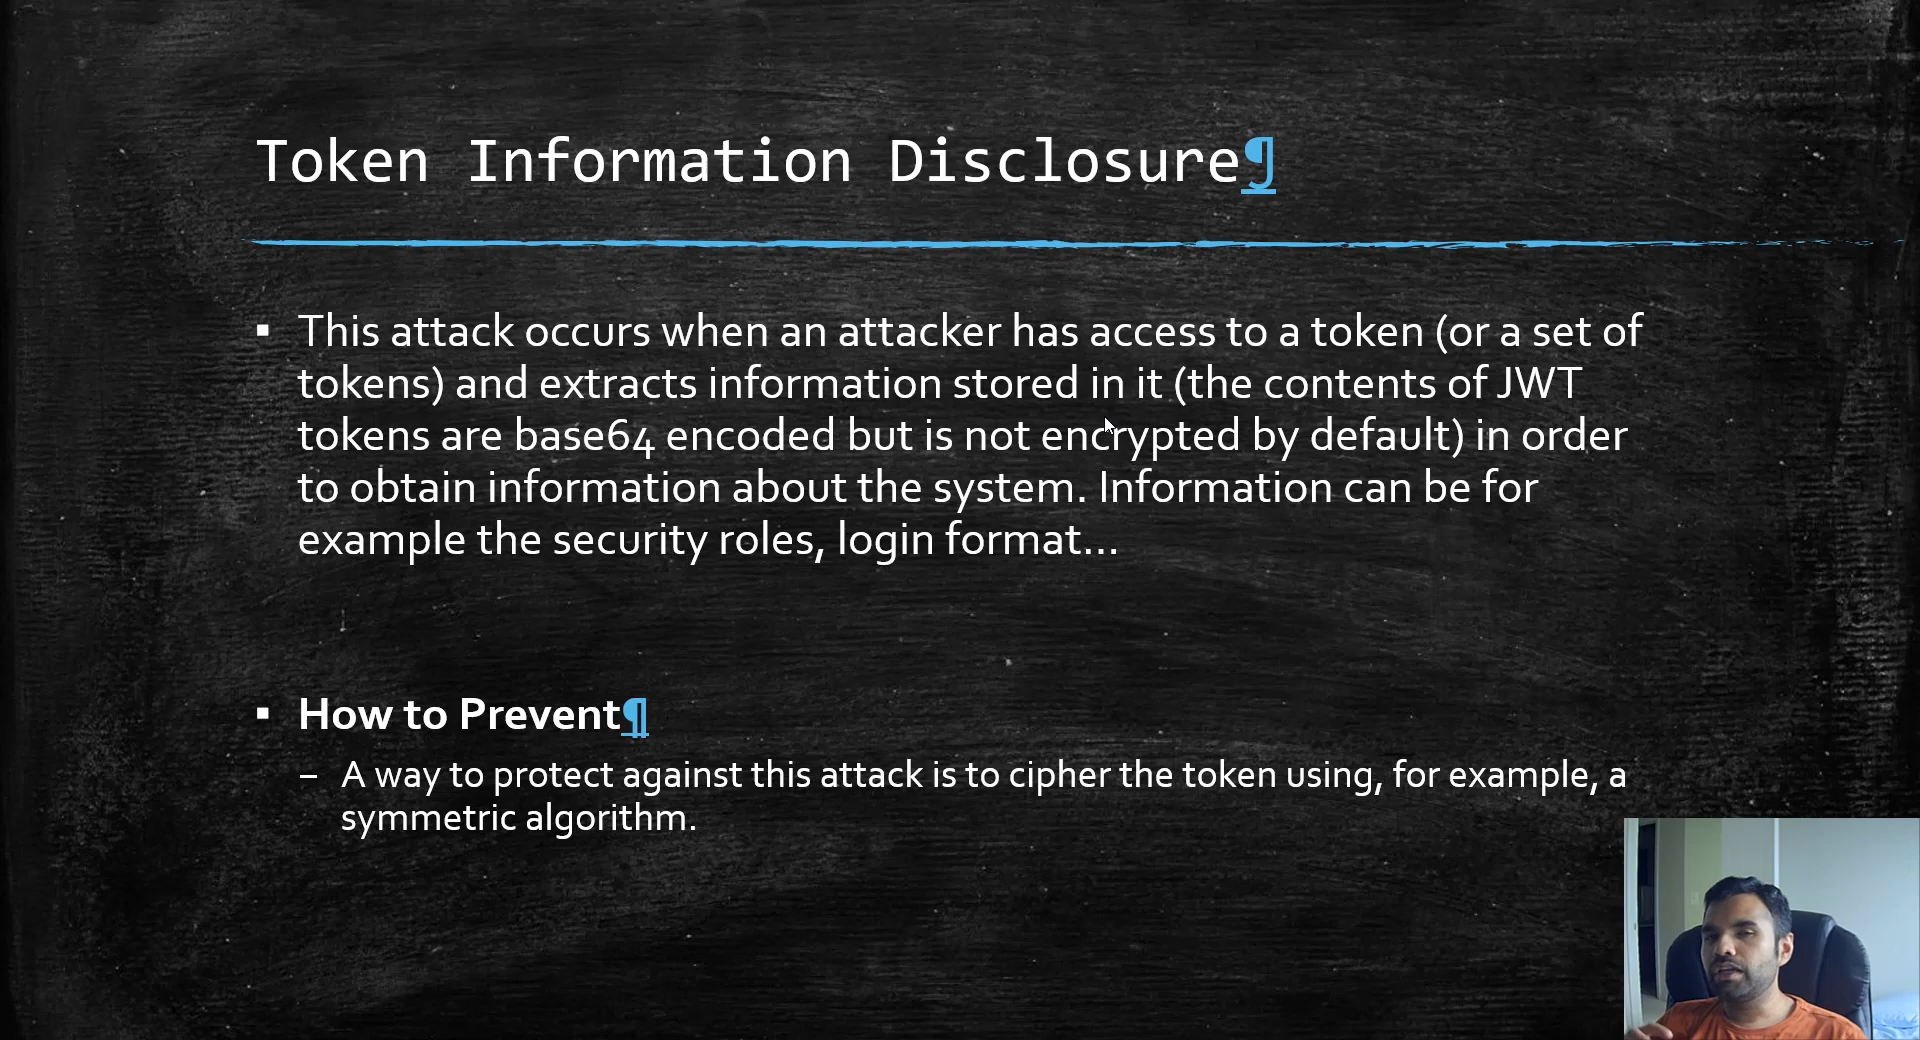 Token Information Disclosure¶
▪ This attack occurs when an attacker has access to a token (or a set of
tokens) and extracts information stored in it (the contents of JWT
tokens are base64 encoded but is not encrypted by default) in order
to obtain information about the system. Information can be for
example the security roles, login format...
▪ How to Prevent¶
– A way to protect against this attack is to cipher the token using, for example, a
symmetric algorithm.